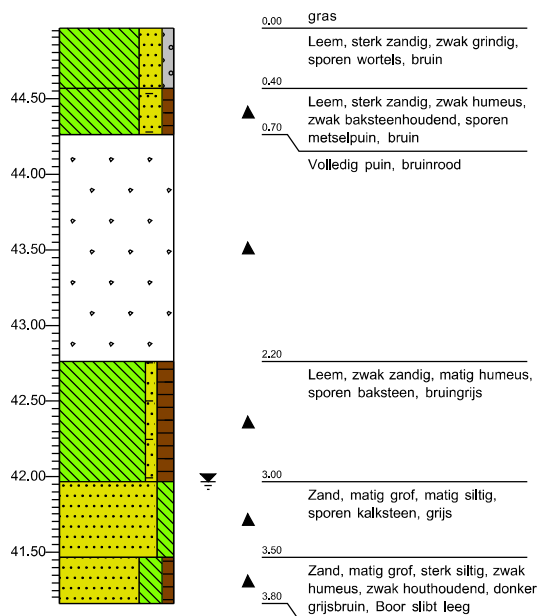 0.00
gras
Leem, sterk zandig, zwak grindig,
sporen wortels, bruin
0.40
44.50
Leem, sterk zandig, zwak humeus,
zwak baksteenhoudend, sporen
metselpuin, bruin
0.70
Volledig puin, bruinrood
44.00
43.50
43.00
2.20
Leem, zwak zandig, matig humeus,
sporen baksteen, bruingrijs
42.50
42.00
3.00
Zand, matig grof, matig siltig,
sporen kalksteen, grijs
41.50
3.50
Zand, matig grof, sterk siltig, zwak
humeus, zwak houthoudend, donker
grijsbruin, Boor slibt leeg
3.80